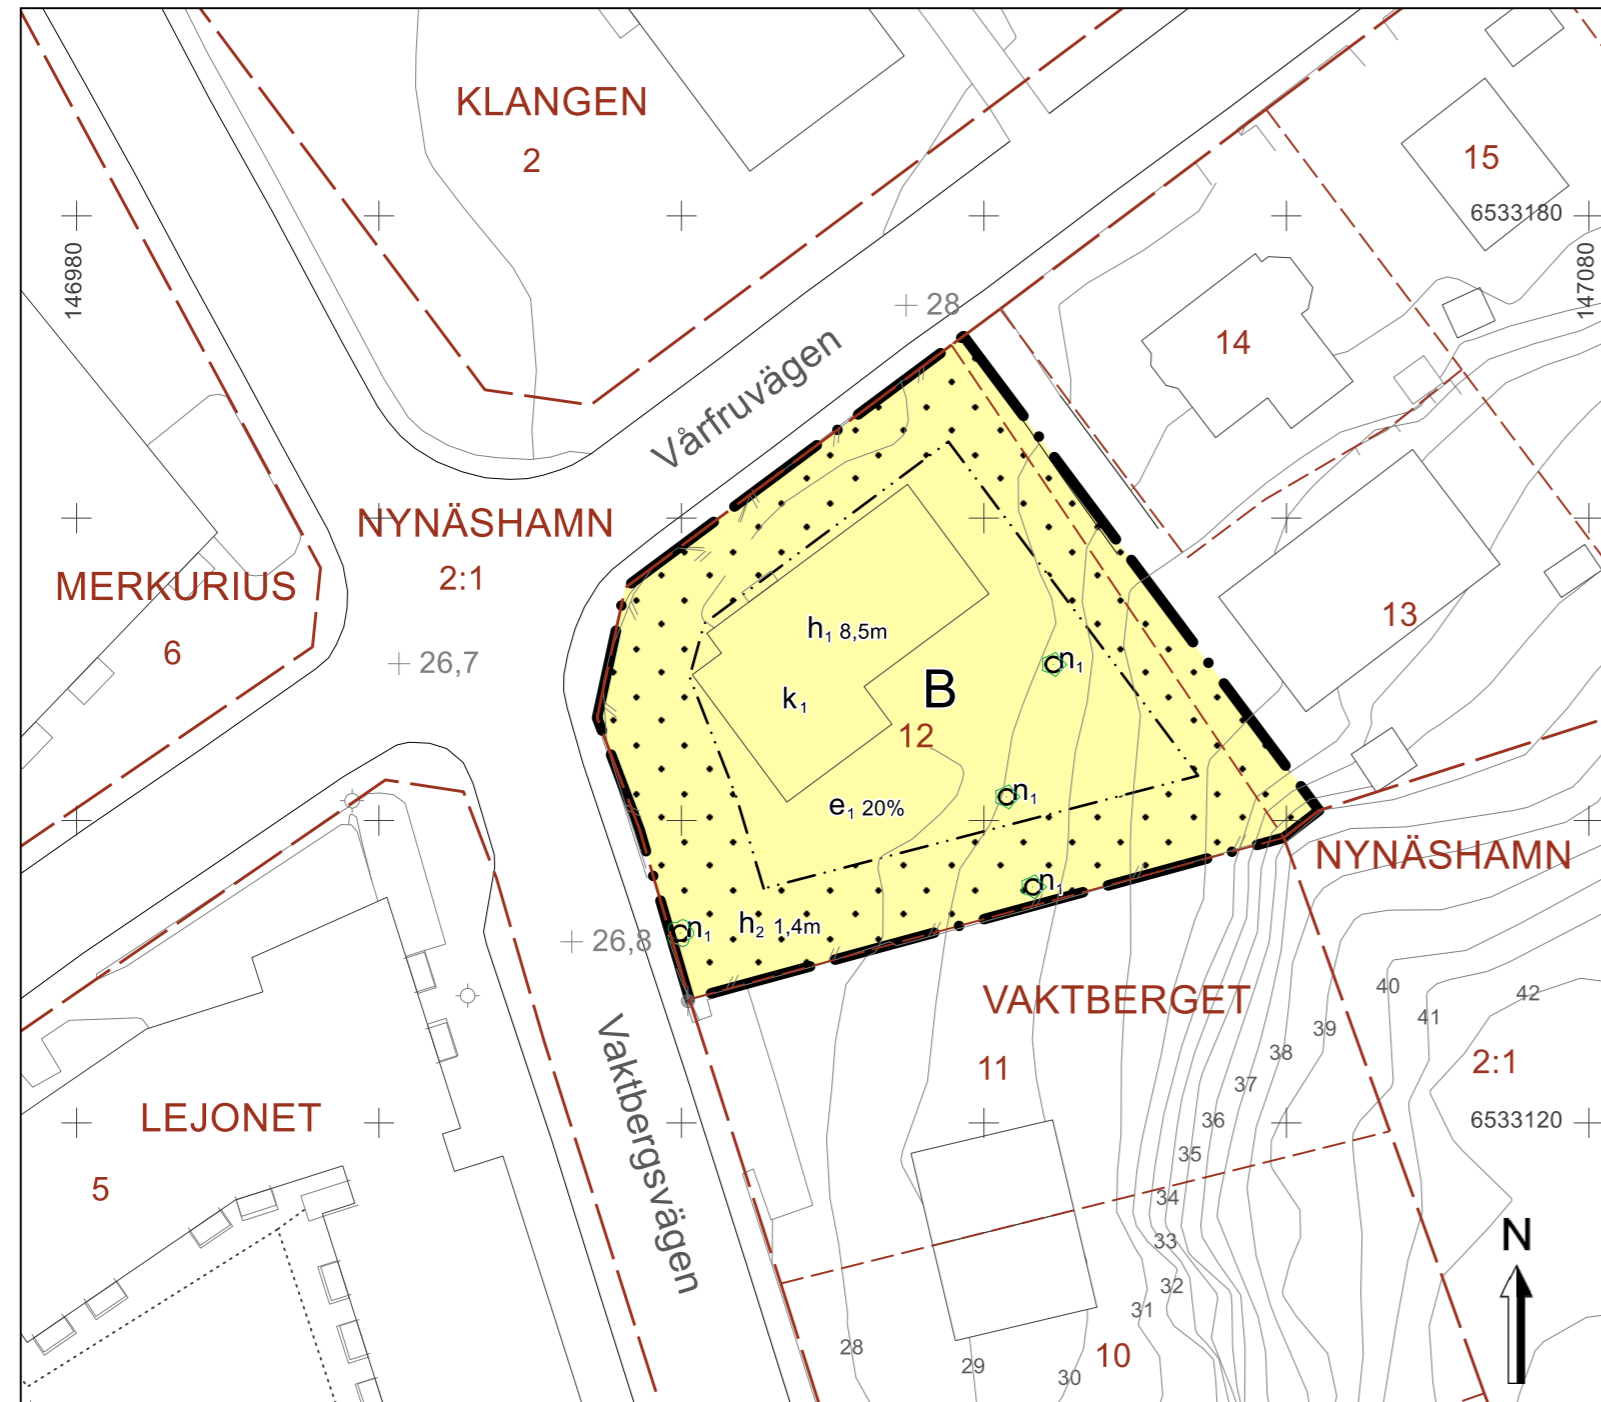 KLANGEN
2
15
6533180
146980
147080
28
14
Vårfruvägen
NYNÄSHAMN
2:1
MERKURIUS
6
26,7
13
h₁ 8,5m
n₁
k₁
B
12
n₁
e₁ 20%
NYNÄSHAMN
n₁
n₁
h₂ 1,4m
26,8
VAKTBERGET
11
2:1
40
42
41
39
38
37
36
35
34
33
32
31
30
29
28
10
6533120
LEJONET
5
Vaktbergsvägen
N